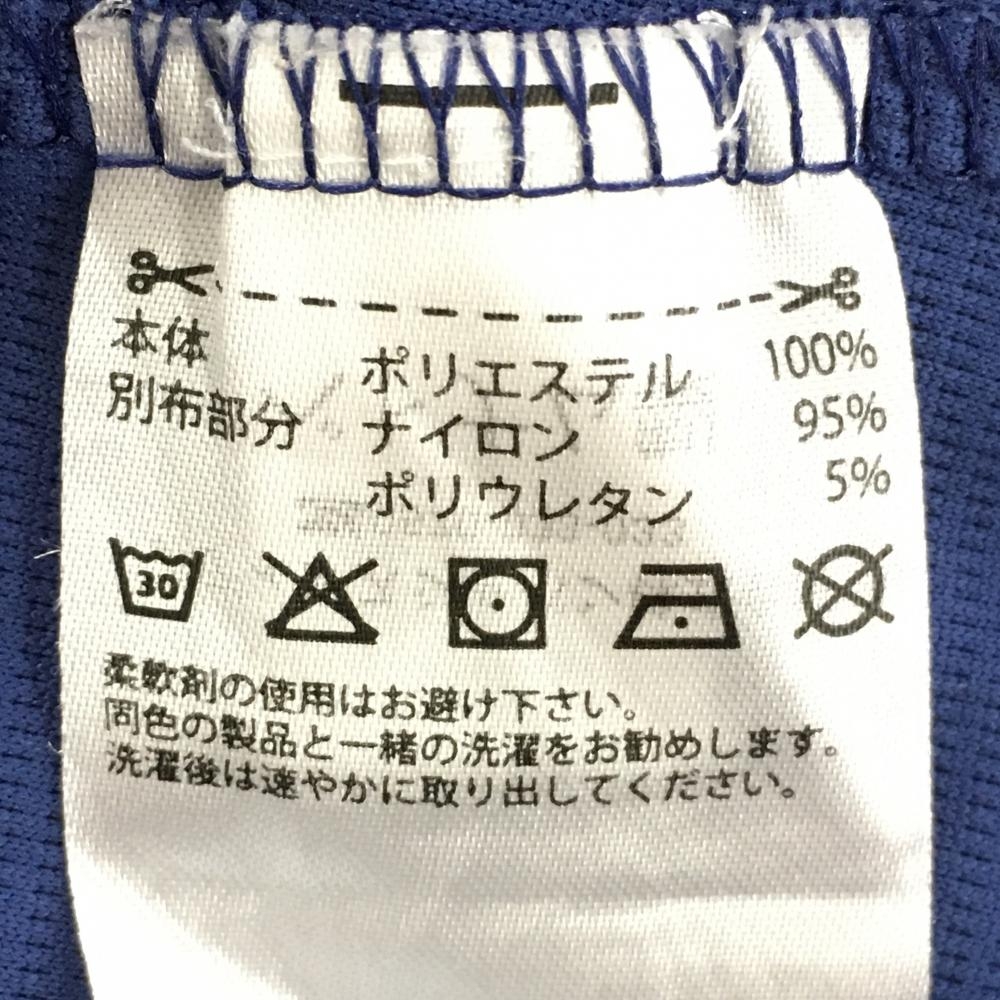 本体 ポリエステル 100%
別布部分 ナイロン 95%
ポリウレタン 5%
30
柔軟剤の使用はお避け下さい。
同色の製品と一緒の洗濯をお勧めします。
洗濯後は速やかに取り出してください。